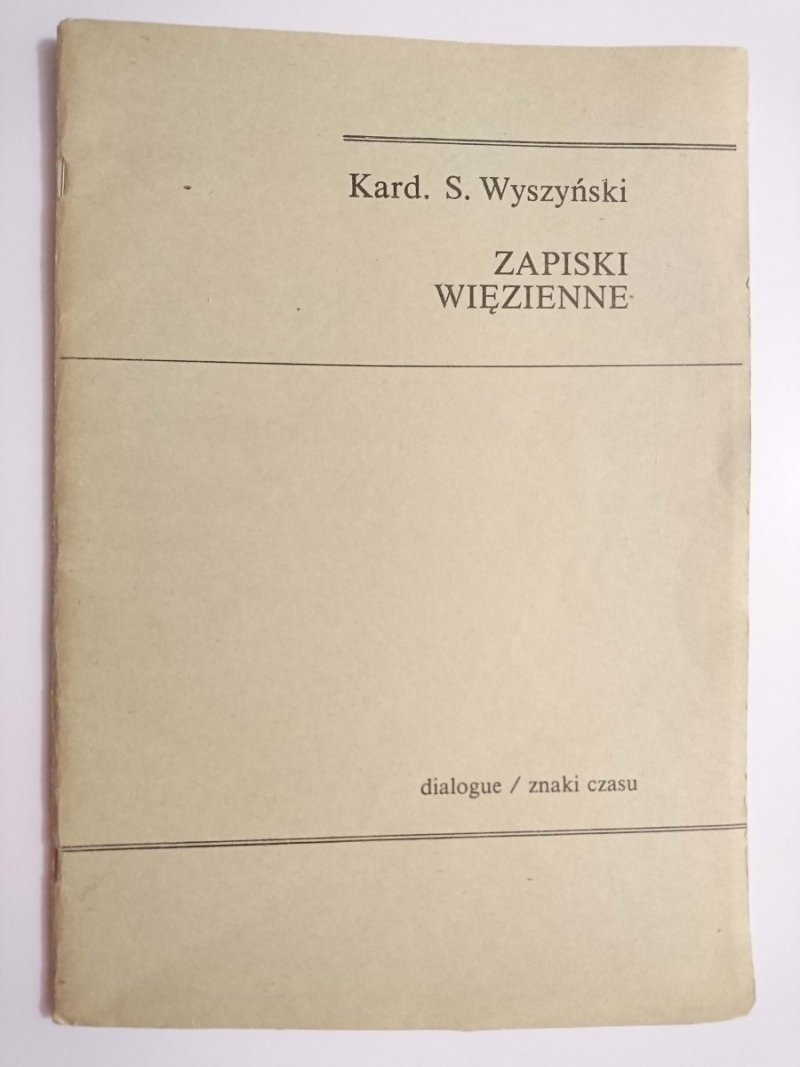 Kard. S. Wyszyński
ZAPISKI
WIĘZIENNE
dialogue / znaki czasu